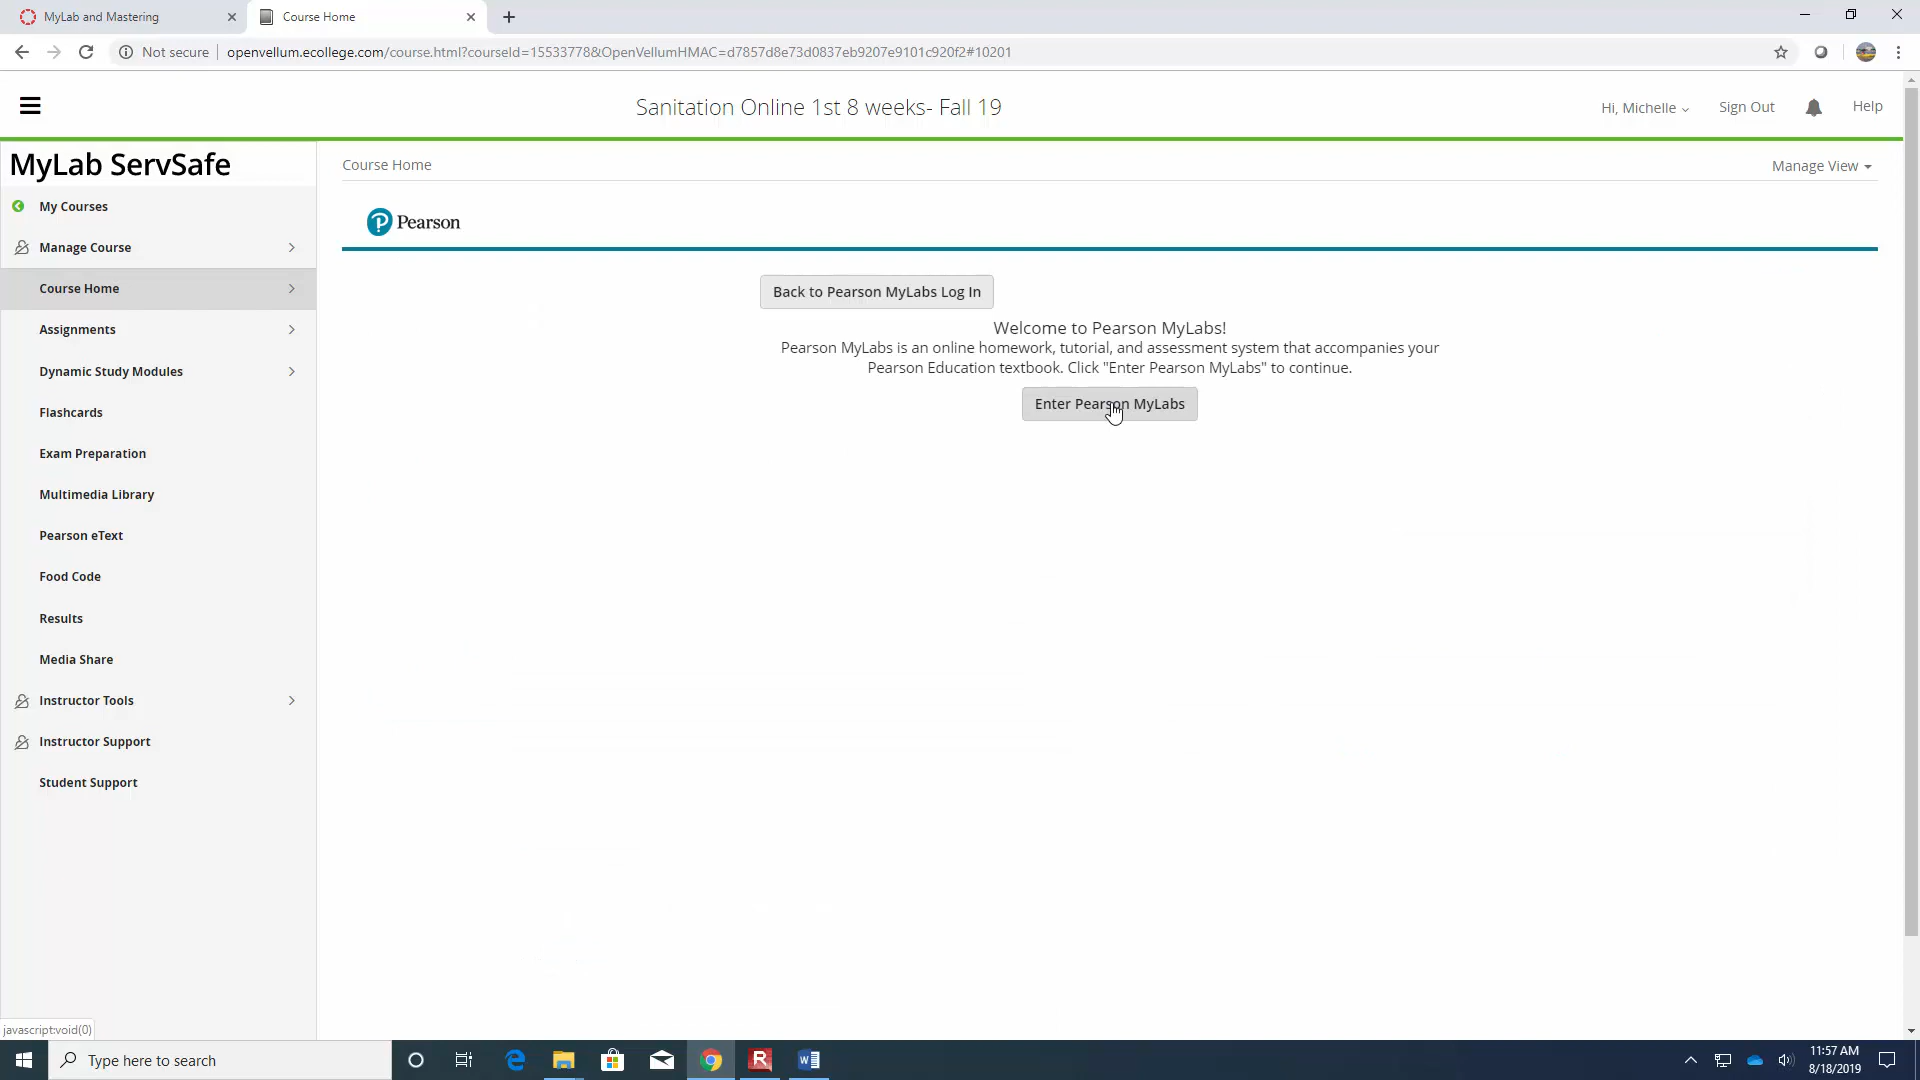 MyLab and Mastering
Course Home
Not secure
openvellum.ecollege.com/course.html?courseId=15533778&OpenVellumHMAC=d7857d8e73d0837eb9207e9101c920f2#10201
Sanitation Online 1st 8 weeks- Fall 19
Hi, Michelle
Sign Out
Help
MyLab ServSafe
My Courses
Manage Course
Course Home
Assignments
Dynamic Study Modules
Flashcards
Exam Preparation
Multimedia Library
Pearson eText
Food Code
Results
Media Share
Instructor Tools
Instructor Support
Student Support
Course Home
Manage View
Pearson
Back to Pearson MyLabs Log In
Welcome to Pearson MyLabs!
Pearson MyLabs is an online homework, tutorial, and assessment system that accompanies your
Pearson Education textbook. Click "Enter Pearson MyLabs" to continue.
Enter Pearson MyLabs
javascript:void(0)
Type here to search
11:57 AM
8/18/2019